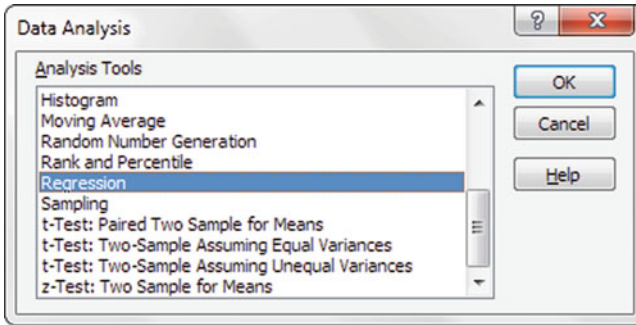 Data Analysis
?
Analysis Tools
Histogram
Moving Average
Random Number Generation
Rank and Percentile
Regression
Sampling
t-Test: Paired Two Sample for Means
t-Test: Two-Sample Assuming Equal Variances
t-Test: Two-Sample Assuming Unequal Variances
z-Test: Two Sample for Means
OK
Cancel
Help